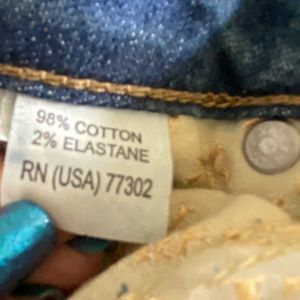 98% COTTON
2% ELASTANE
RN (USA) 77302